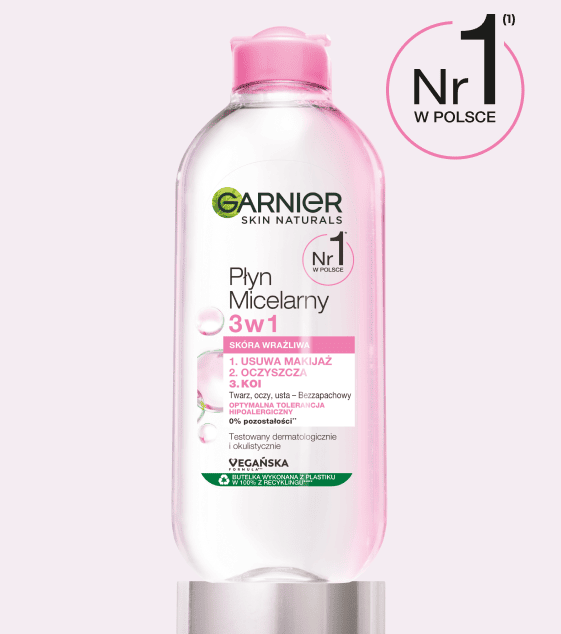 Nr 1 (1)
W POLSCE
GARNIER
SKIN NATURALS
Nr 1*
W POLSCE
Płyn
Micelarny
3 w 1
SKÓRA WRAŻLIWA
1. USUWA MAKIJAŻ
2. OCZYSZCZA
3. KOI
Twarz, oczy, usta – Bezzapachowy
OPTYMALNA TOLERANCJA
HIPOALERGICZNY
0% pozostałości**
Testowany dermatologicznie
i okulistycznie
VEGAŃSKA
FORMUŁA***
BUTELKA WYKONANA Z PLASTIKU
W 100% Z RECYKLINGU****